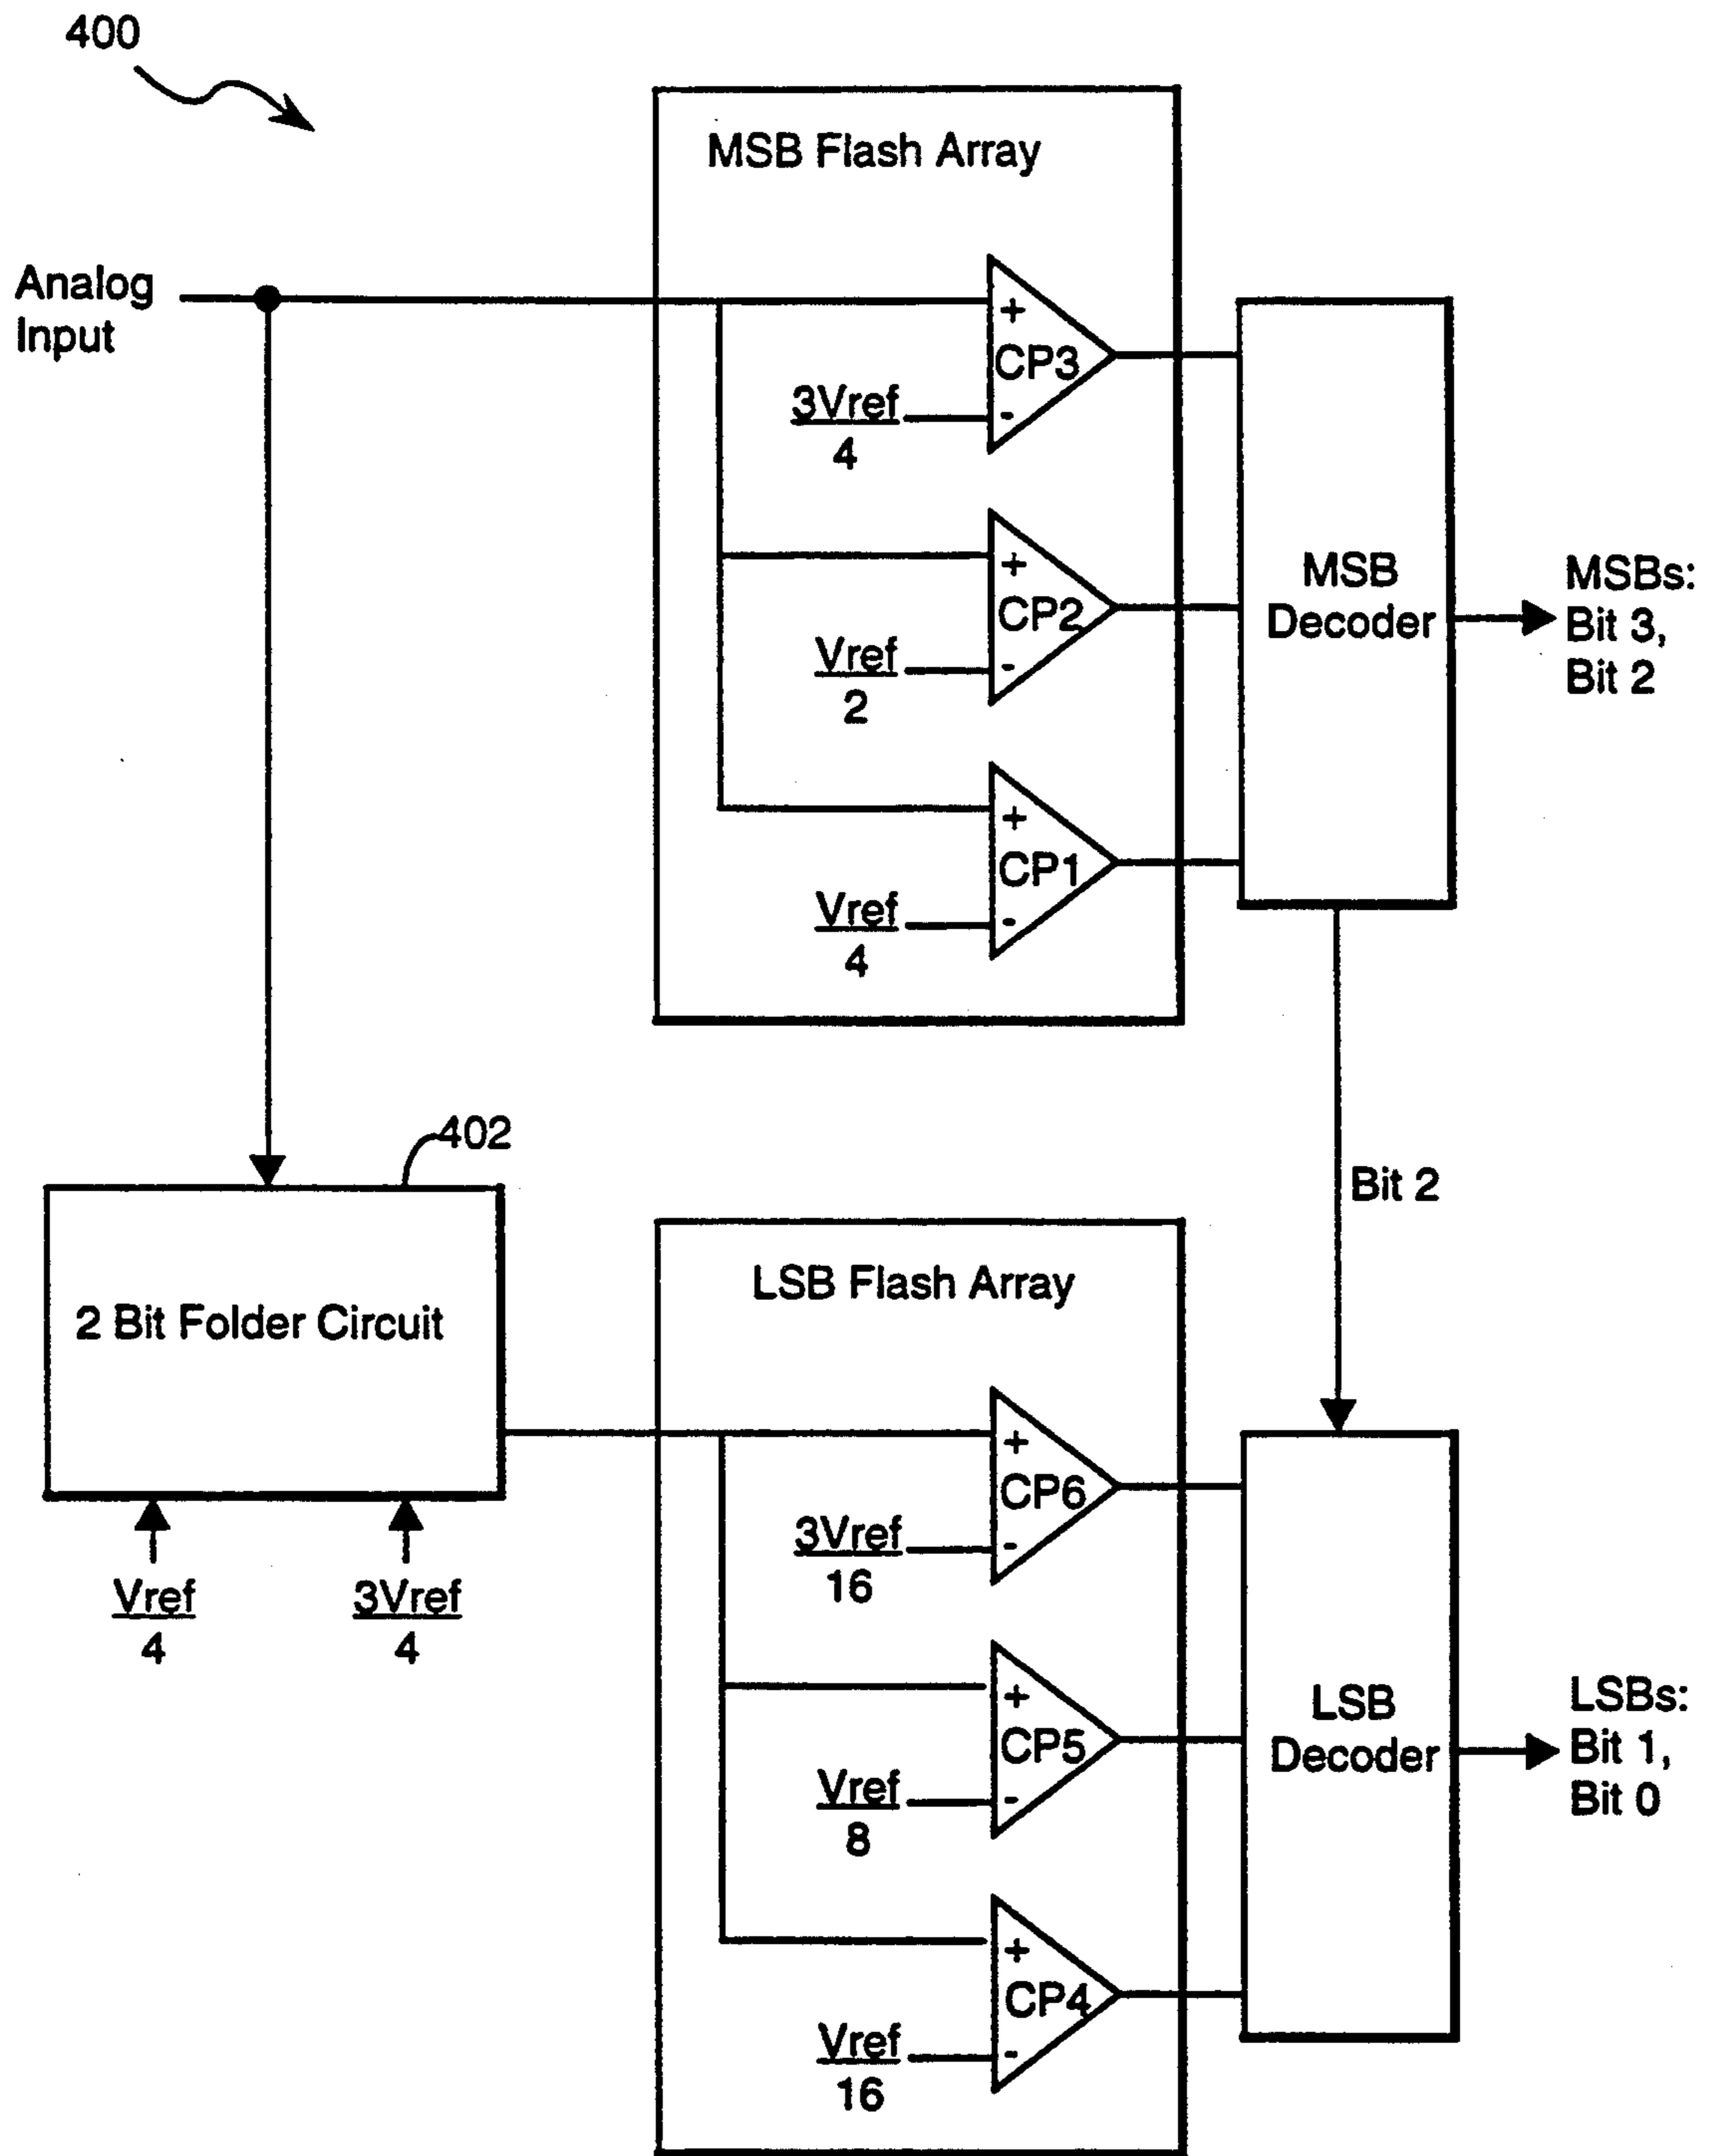 400
MSB Flash Array
Analog
Input
+
CP3
3Vref
4
-
+
CP2
Vref
2
-
+
CP1
Vref
4
-
MSB
Decoder
MSBs:
Bit 3,
Bit 2
Bit 2
402
2 Bit Folder Circuit
Vref
4
3Vref
4
LSB Flash Array
+
CP6
3Vref
16
-
+
CP5
Vref
8
-
+
CP4
Vref
16
-
LSB
Decoder
LSBs:
Bit 1,
Bit 0